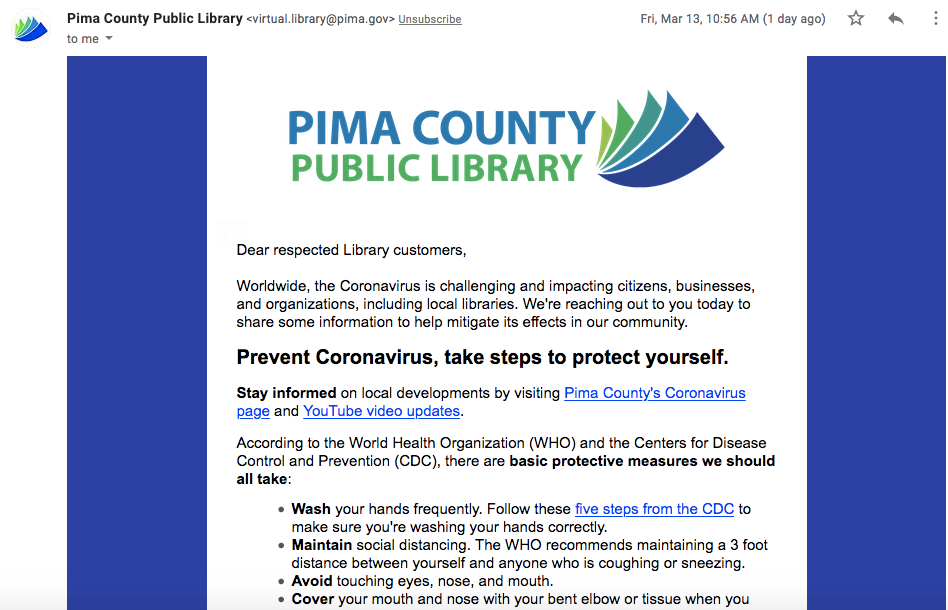 Pima County Public Library <virtual.library@pima.gov> Unsubscribe
Fri, Mar 13, 10:56 AM (1 day ago)
to me
PIMA COUNTY
PUBLIC LIBRARY
Dear respected Library customers,
Worldwide, the Coronavirus is challenging and impacting citizens, businesses,
and organizations, including local libraries. We're reaching out to you today to
share some information to help mitigate its effects in our community.
Prevent Coronavirus, take steps to protect yourself.
Stay informed on local developments by visiting Pima County's Coronavirus
page and YouTube video updates.
According to the World Health Organization (WHO) and the Centers for Disease
Control and Prevention (CDC), there are basic protective measures we should
all take:
• Wash your hands frequently. Follow these five steps from the CDC to
make sure you're washing your hands correctly.
• Maintain social distancing. The WHO recommends maintaining a 3 foot
distance between yourself and anyone who is coughing or sneezing.
• Avoid touching eyes, nose, and mouth.
• Cover your mouth and nose with your bent elbow or tissue when you